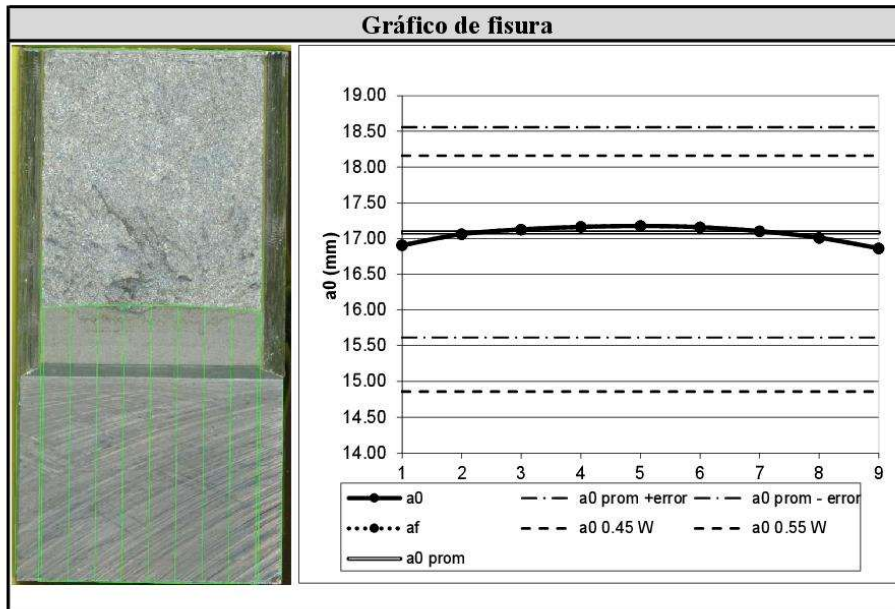 Gráfico de fisura
19.00
18.50
18.00
17.50
17.00
16.50
16.00
15.50
15.00
14.50
14.00
a0 (mm)
1 2 3 4 5 6 7 8 9
a0 a0 prom +error a0 prom - error
af a0 0.45 W a0 0.55 W
a0 prom